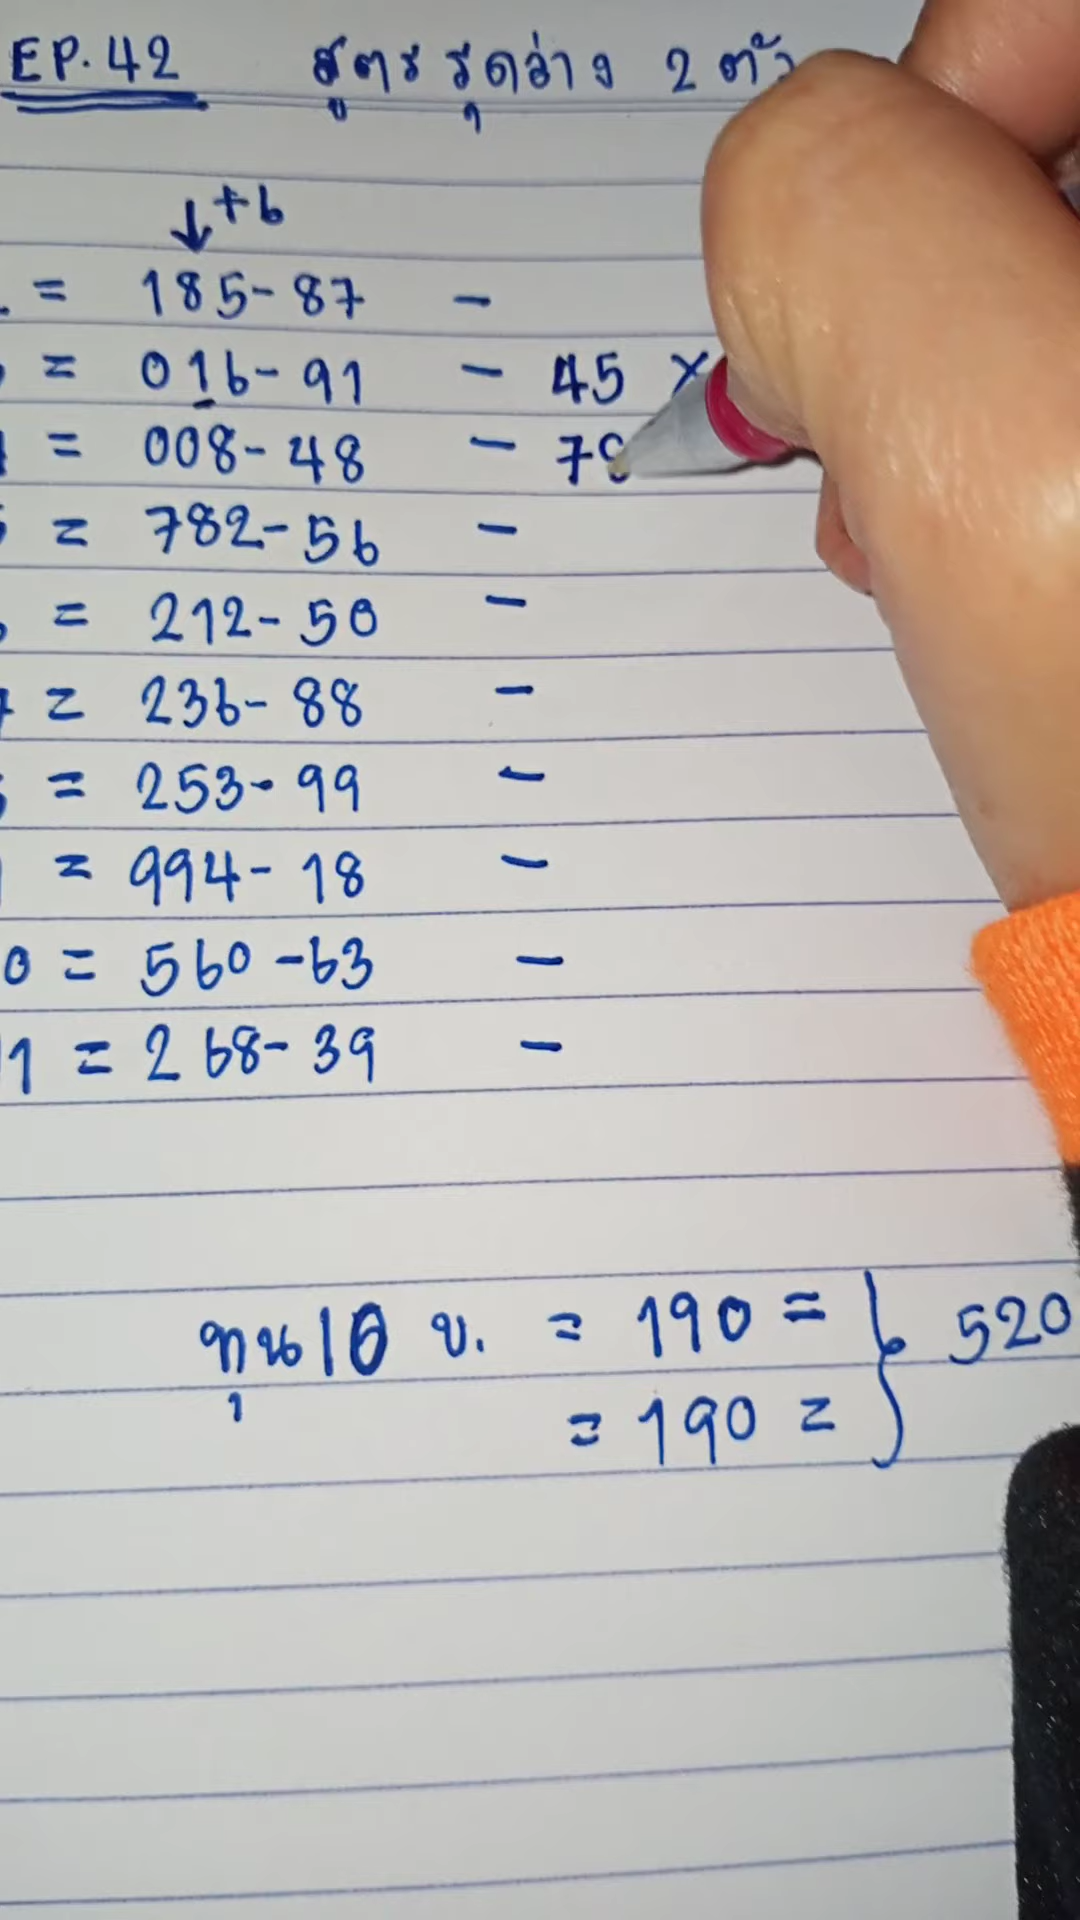 EP.42 สูตร รุดล่าง 2 ตัว
↓+6
= 185-87 -
= 016-91 - 45 ×
= 008-48 - 78
= 782-56 -
= 212-50 -
= 236-88 -
= 253-99 -
= 994-18 -
0 = 560-63 -
11 = 268-39 -
ทุน 10 บ. = 190 = } 520
= 190 =